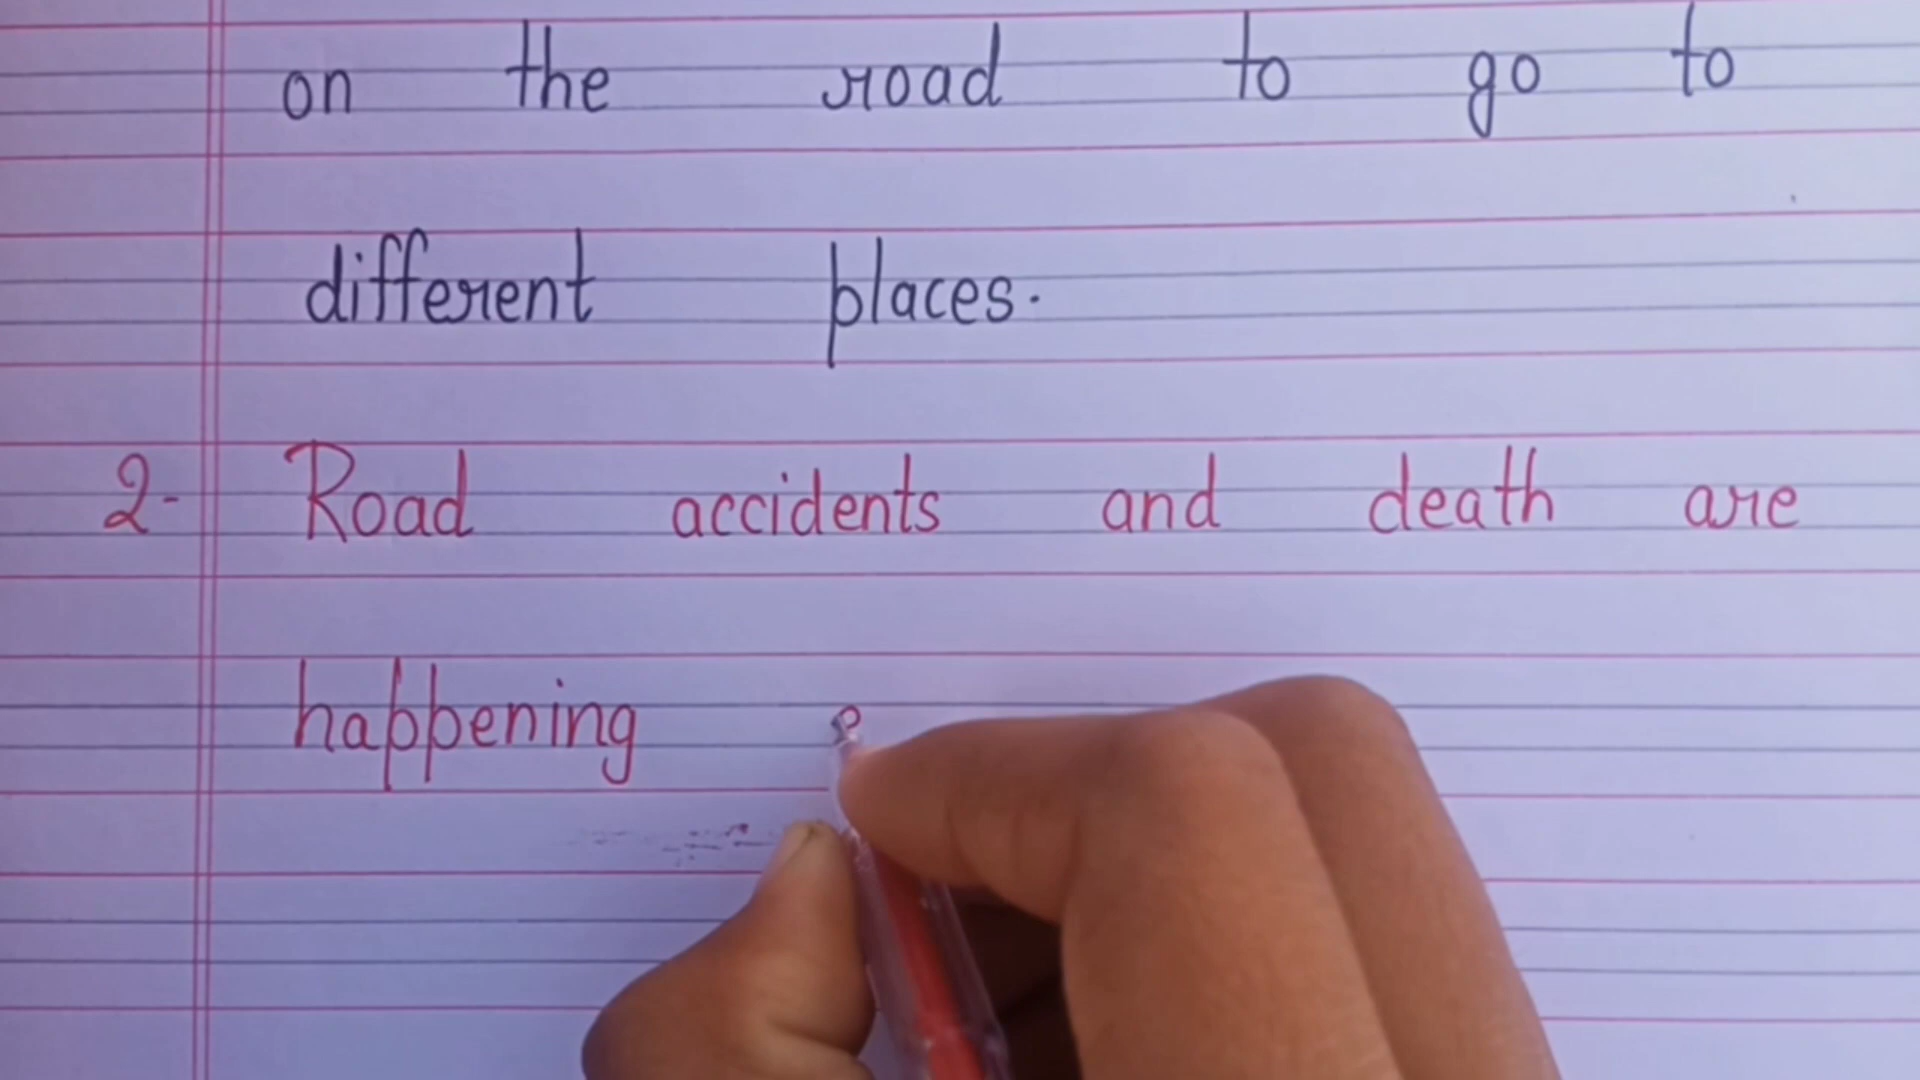 on the road to go to
different places.
2- Road accidents and death are
happening